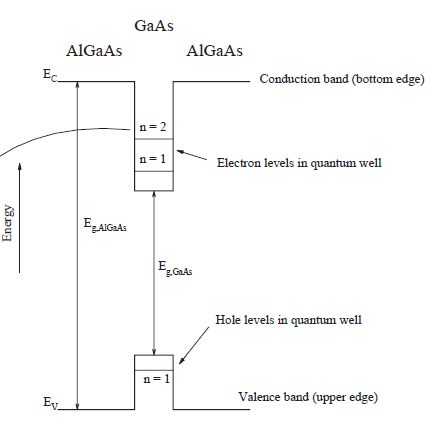 GaAs
AlGaAs
AlGaAs
E_C
Conduction band (bottom edge)
n = 2
n = 1
Electron levels in quantum well
Energy
E_g,AlGaAs
E_g,GaAs
Hole levels in quantum well
n = 1
E_V
Valence band (upper edge)